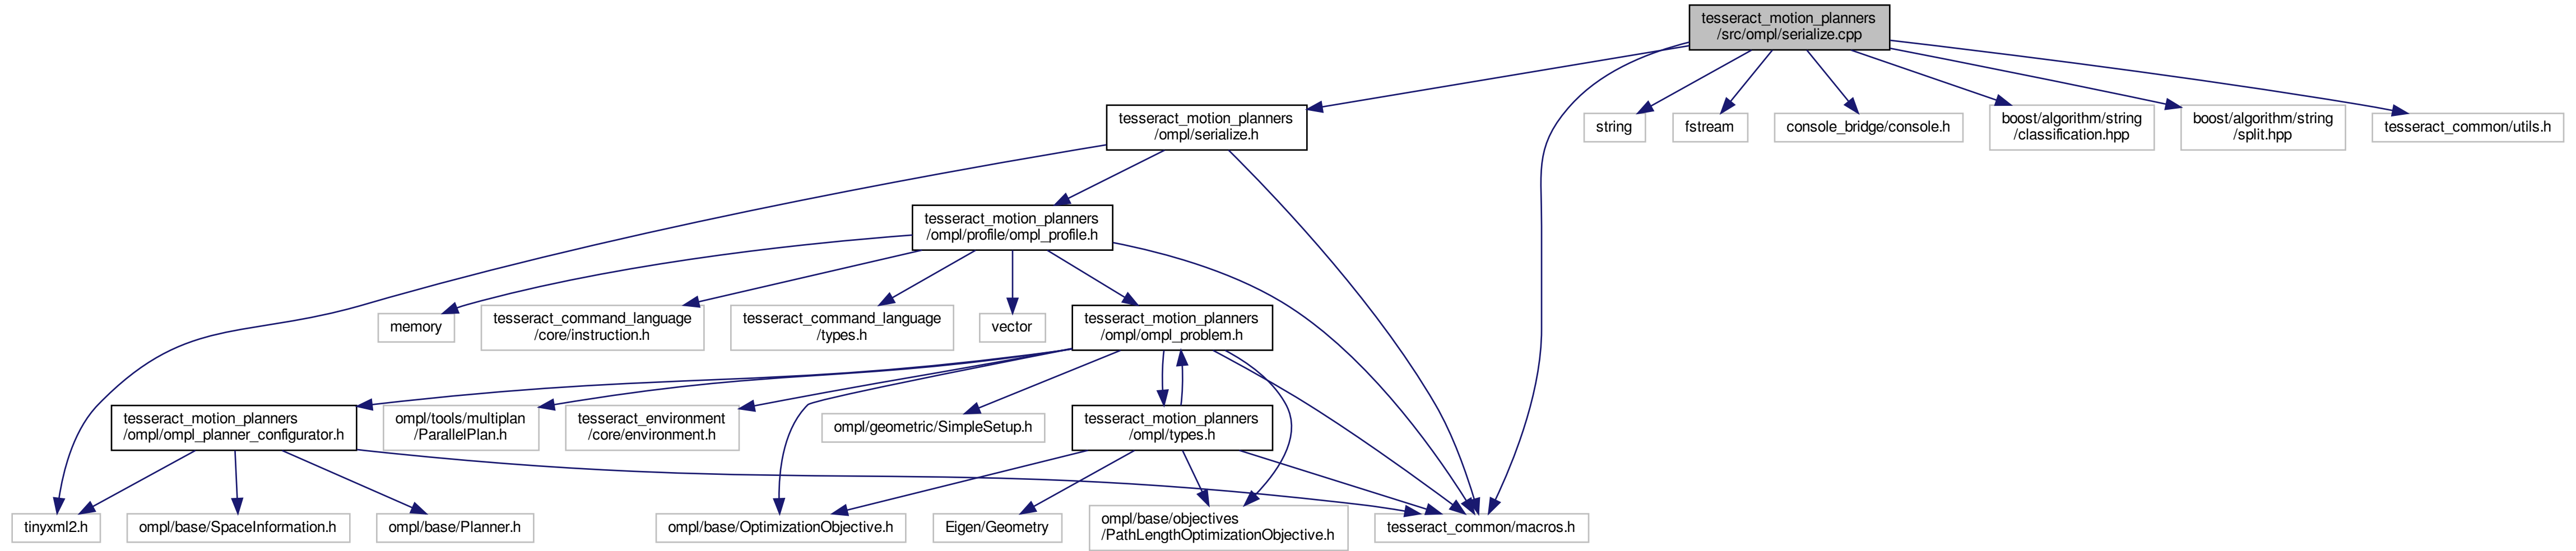 tesseract_motion_planners
/src/ompl/serialize.cpp
tesseract_motion_planners
/ompl/serialize.h
string
fstream
console_bridge/console.h
boost/algorithm/string
/classification.hpp
boost/algorithm/string
/split.hpp
tesseract_common/utils.h
tesseract_motion_planners
/ompl/profile/ompl_profile.h
memory
tesseract_command_language
/core/instruction.h
tesseract_command_language
/types.h
vector
tesseract_motion_planners
/ompl/ompl_problem.h
tesseract_motion_planners
/ompl/ompl_planner_configurator.h
ompl/tools/multiplan
/ParallelPlan.h
tesseract_environment
/core/environment.h
ompl/geometric/SimpleSetup.h
tesseract_motion_planners
/ompl/types.h
tinyxml2.h
ompl/base/SpaceInformation.h
ompl/base/Planner.h
ompl/base/OptimizationObjective.h
Eigen/Geometry
ompl/base/objectives
/PathLengthOptimizationObjective.h
tesseract_common/macros.h